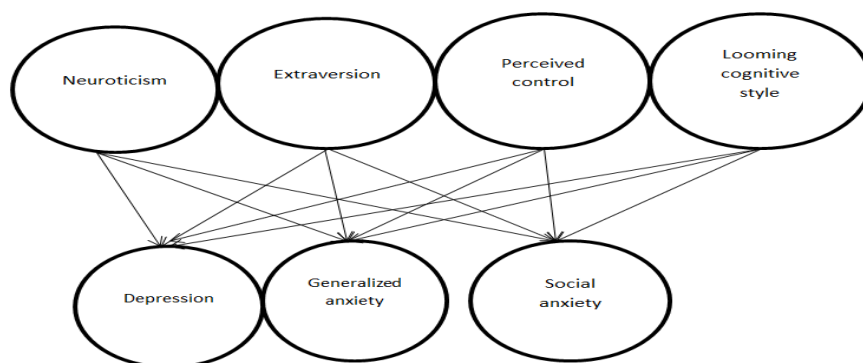 Neuroticism
Extraversion
Perceived
control
Looming
cognitive
style
Depression
Generalized
anxiety
Social
anxiety